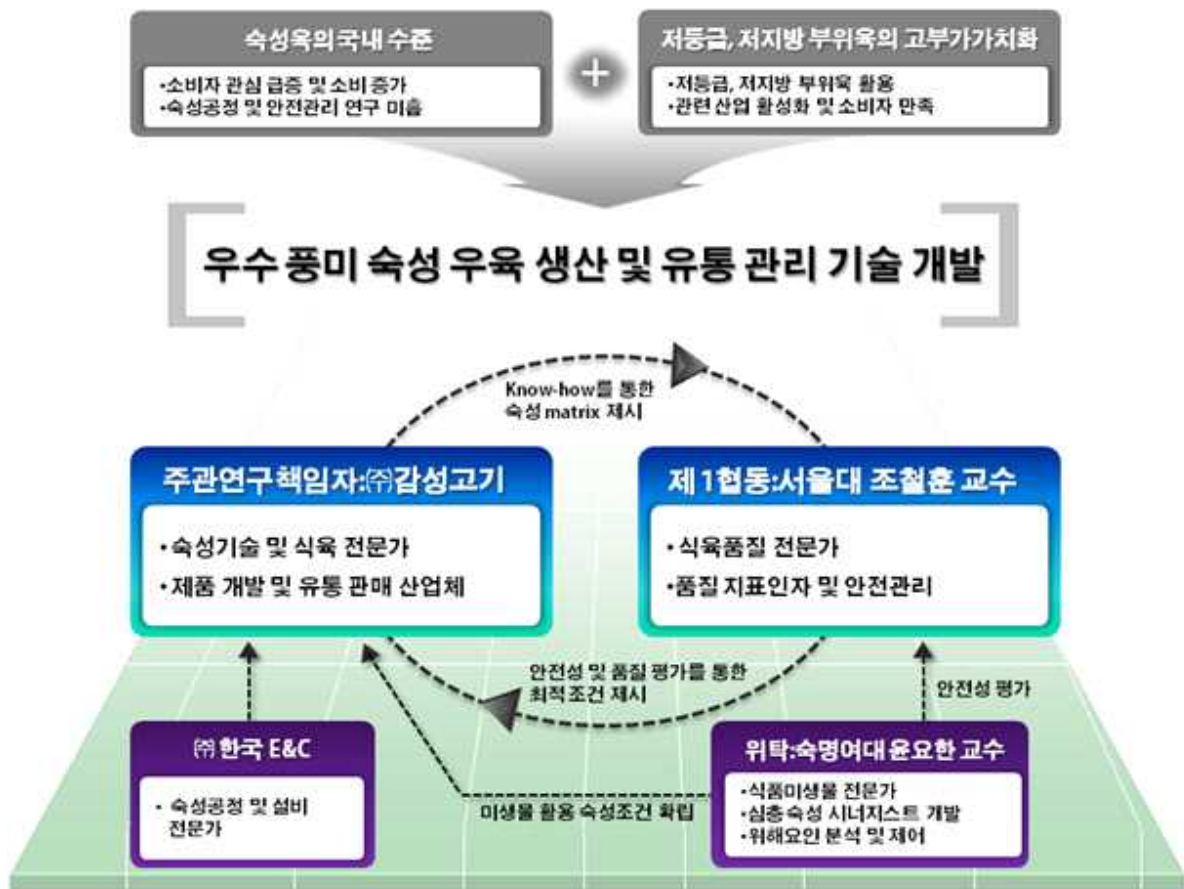 숙성육의 국내 수준
•소비자 관심 급증 및 소비 증가
•숙성공정 및 안전관리 연구 미흡
+
저등급, 저지방 부위육의 고부가가치화
•저등급, 저지방 부위육 활용
•관련 산업 활성화 및 소비자 만족
우수 풍미 숙성 우육 생산 및 유통 관리 기술 개발
Know-how를 통한
숙성 matrix 제시
주관연구책임자:㈜감성고기
•숙성기술 및 식육 전문가
•제품 개발 및 유통 판매 산업체
제1협동:서울대 조철훈 교수
•식육품질 전문가
•품질 지표인자 및 안전관리
안전성 및 품질 평가를 통한
최적조건 제시
안전성 평가
㈜한국 E&C
• 숙성공정 및 설비
전문가
미생물 활용 숙성조건 확립
위탁:숙명여대 윤요한 교수
•식품미생물 전문가
•심층숙성 시너지스트 개발
•위해요인 분석 및 제어